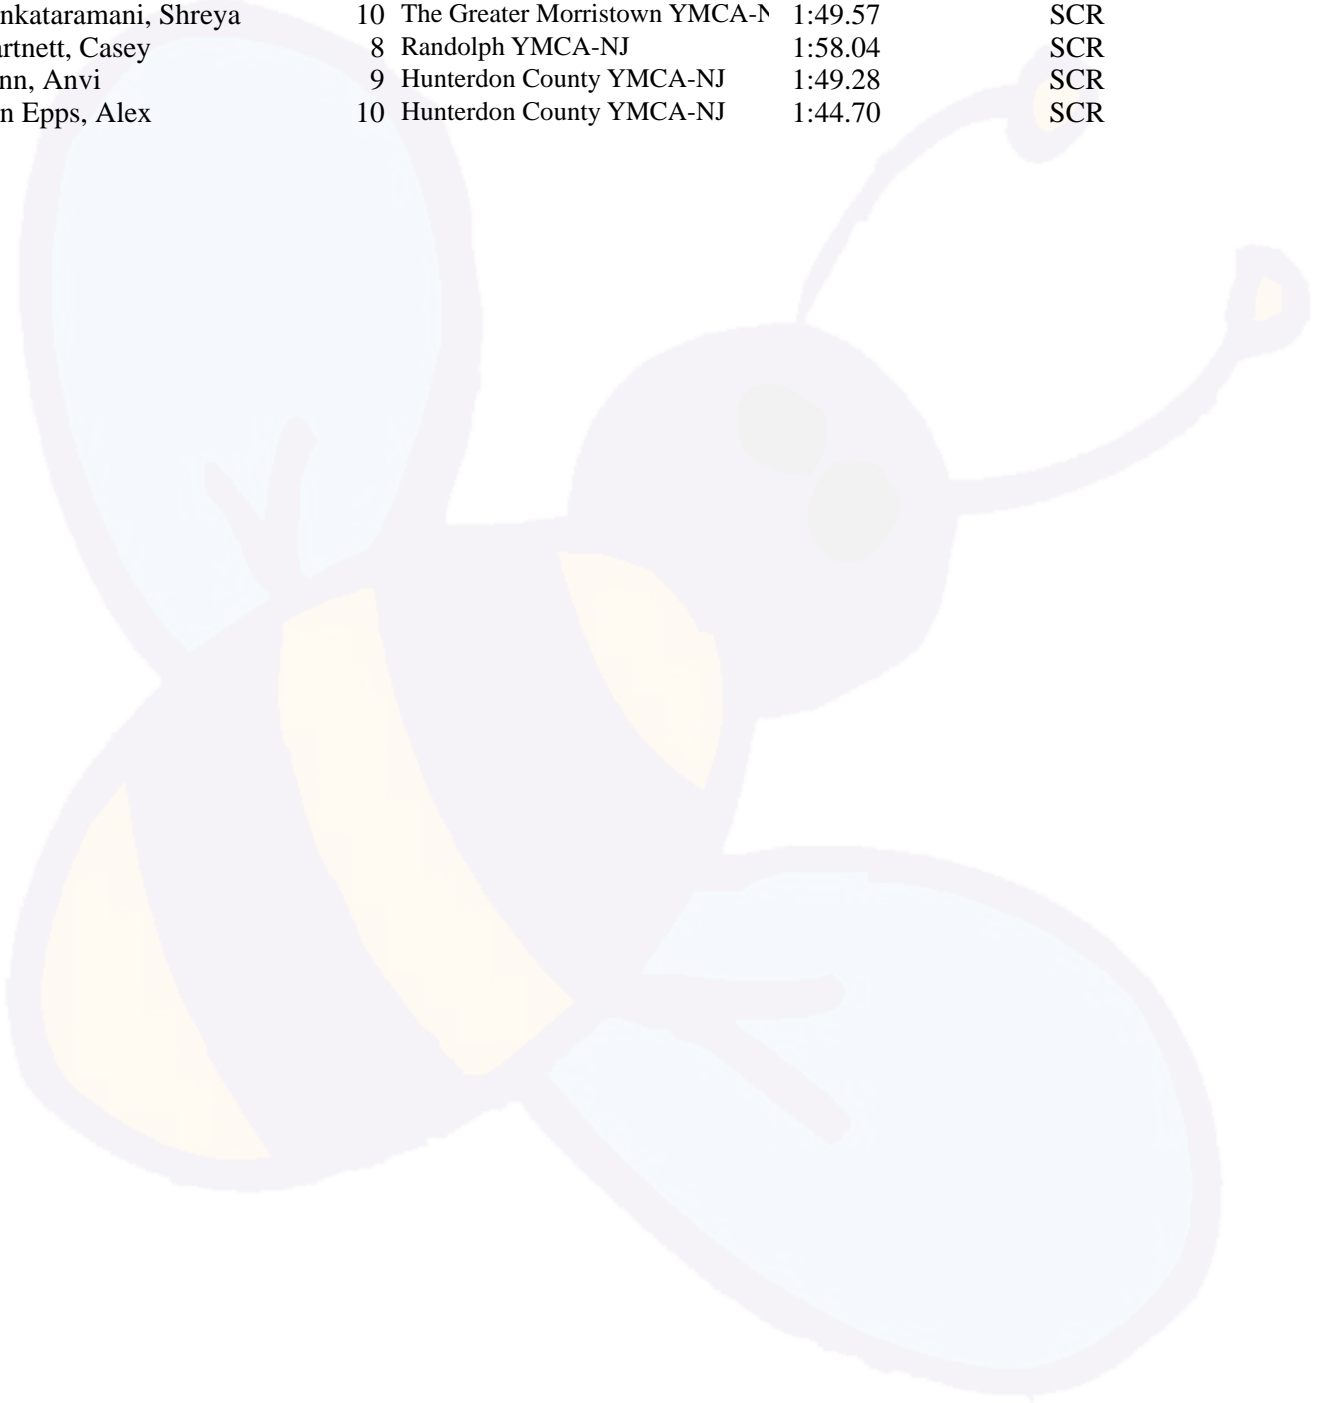 nkataramani, Shreya 10 The Greater Morristown YMCA-N 1:49.57 SCR
rtnett, Casey 8 Randolph YMCA-NJ 1:58.04 SCR
nn, Anvi 9 Hunterdon County YMCA-NJ 1:49.28 SCR
n Epps, Alex 10 Hunterdon County YMCA-NJ 1:44.70 SCR